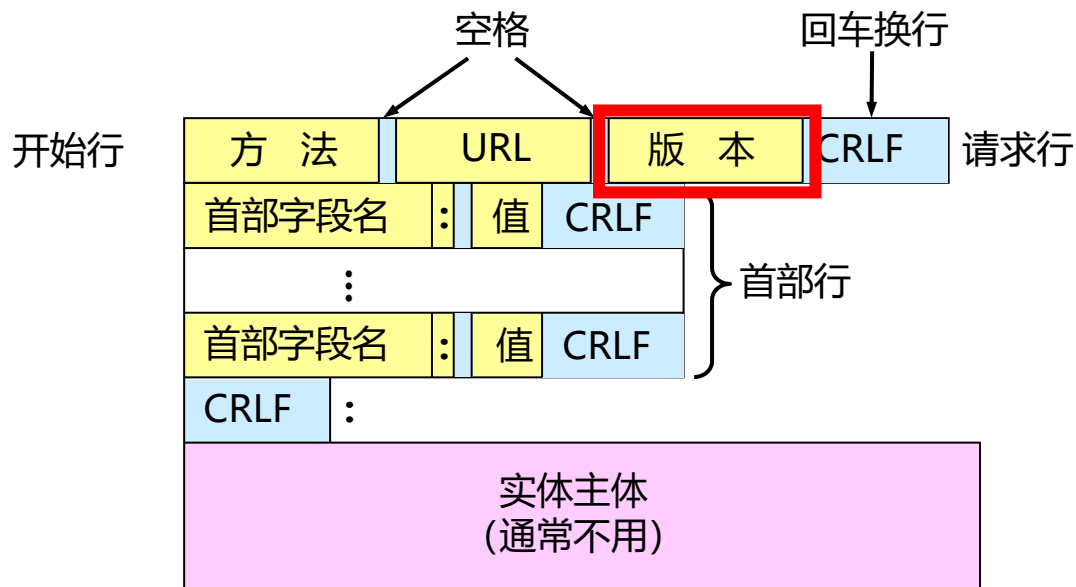 空格 回车换行
开始行 方 法 URL 版 本 CRLF 请求行
首部字段名 : 值 CRLF
⋮ 首部行
首部字段名 : 值 CRLF
CRLF :
实体主体
(通常不用)